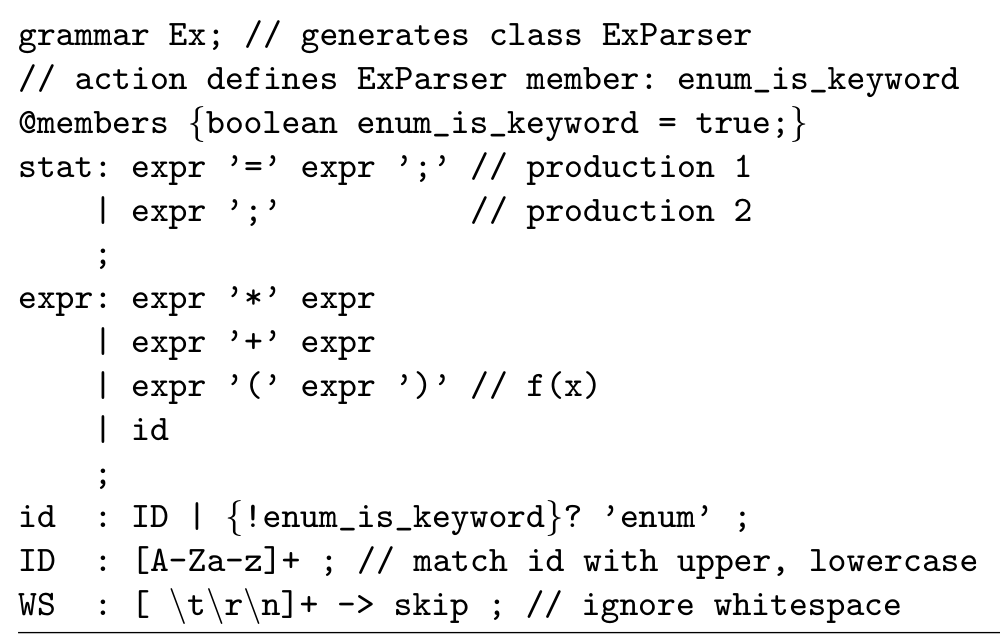 grammar Ex; // generates class ExParser
// action defines ExParser member: enum_is_keyword
@members {boolean enum_is_keyword = true;}
stat: expr ’=’ expr ’;’ // production 1
    | expr ’;’          // production 2
    ;
expr: expr ’*’ expr
    | expr ’+’ expr
    | expr ’(’ expr ’)’ // f(x)
    | id
    ;
id  : ID | {!enum_is_keyword}? ’enum’ ;
ID  : [A-Za-z]+ ; // match id with upper, lowercase
WS  : [ \t\r\n]+ -> skip ; // ignore whitespace